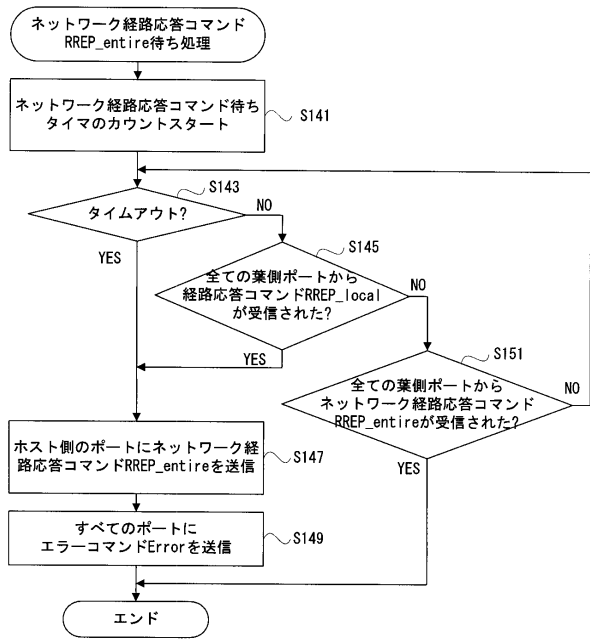 ネットワーク経路応答コマンド
RREP_entire待ち処理
ネットワーク経路応答コマンド待ち
タイマのカウントスタート
S141
S143
タイムアウト?
NO
YES
S145
全ての葉側ポートから
経路応答コマンドRREP_local
が受信された?
NO
YES
S151
全ての葉側ポートから
ネットワーク経路応答コマンド
RREP_entireが受信された?
NO
YES
ホスト側のポートにネットワーク経
路応答コマンドRREP_entireを送信
S147
すべてのポートに
エラーコマンドErrorを送信
S149
エンド